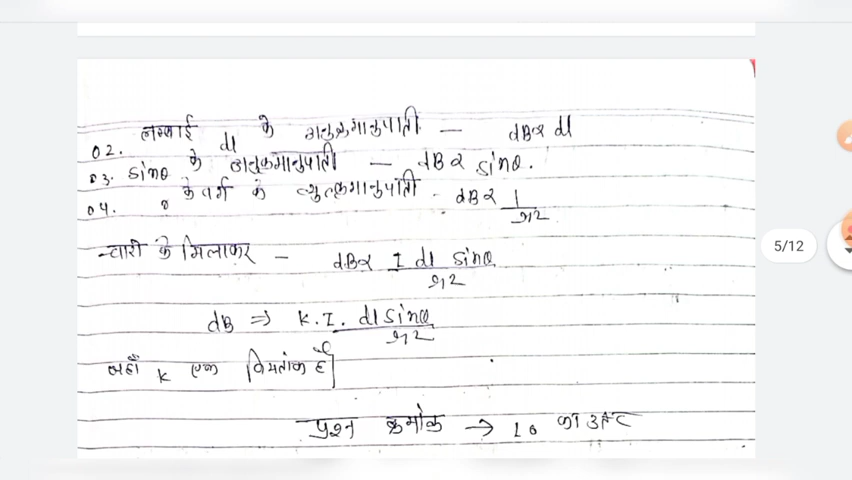 02. लम्बाई dl के अनुक्रमानुपाती — dB ∝ dl
03. sinθ के अनुक्रमानुपाती — dB ∝ sinθ.
04. के वर्ग के व्युत्क्रमानुपाती - dB ∝ 1/r2
चारो के मिलाकर — dB ∝ I dl sinθ/r2
dB ⇒ K.I. dl sinθ/r2
जहाँ K एक नियतांक है|
प्रश्न क्रमांक → 10 का उत्तर
5/12